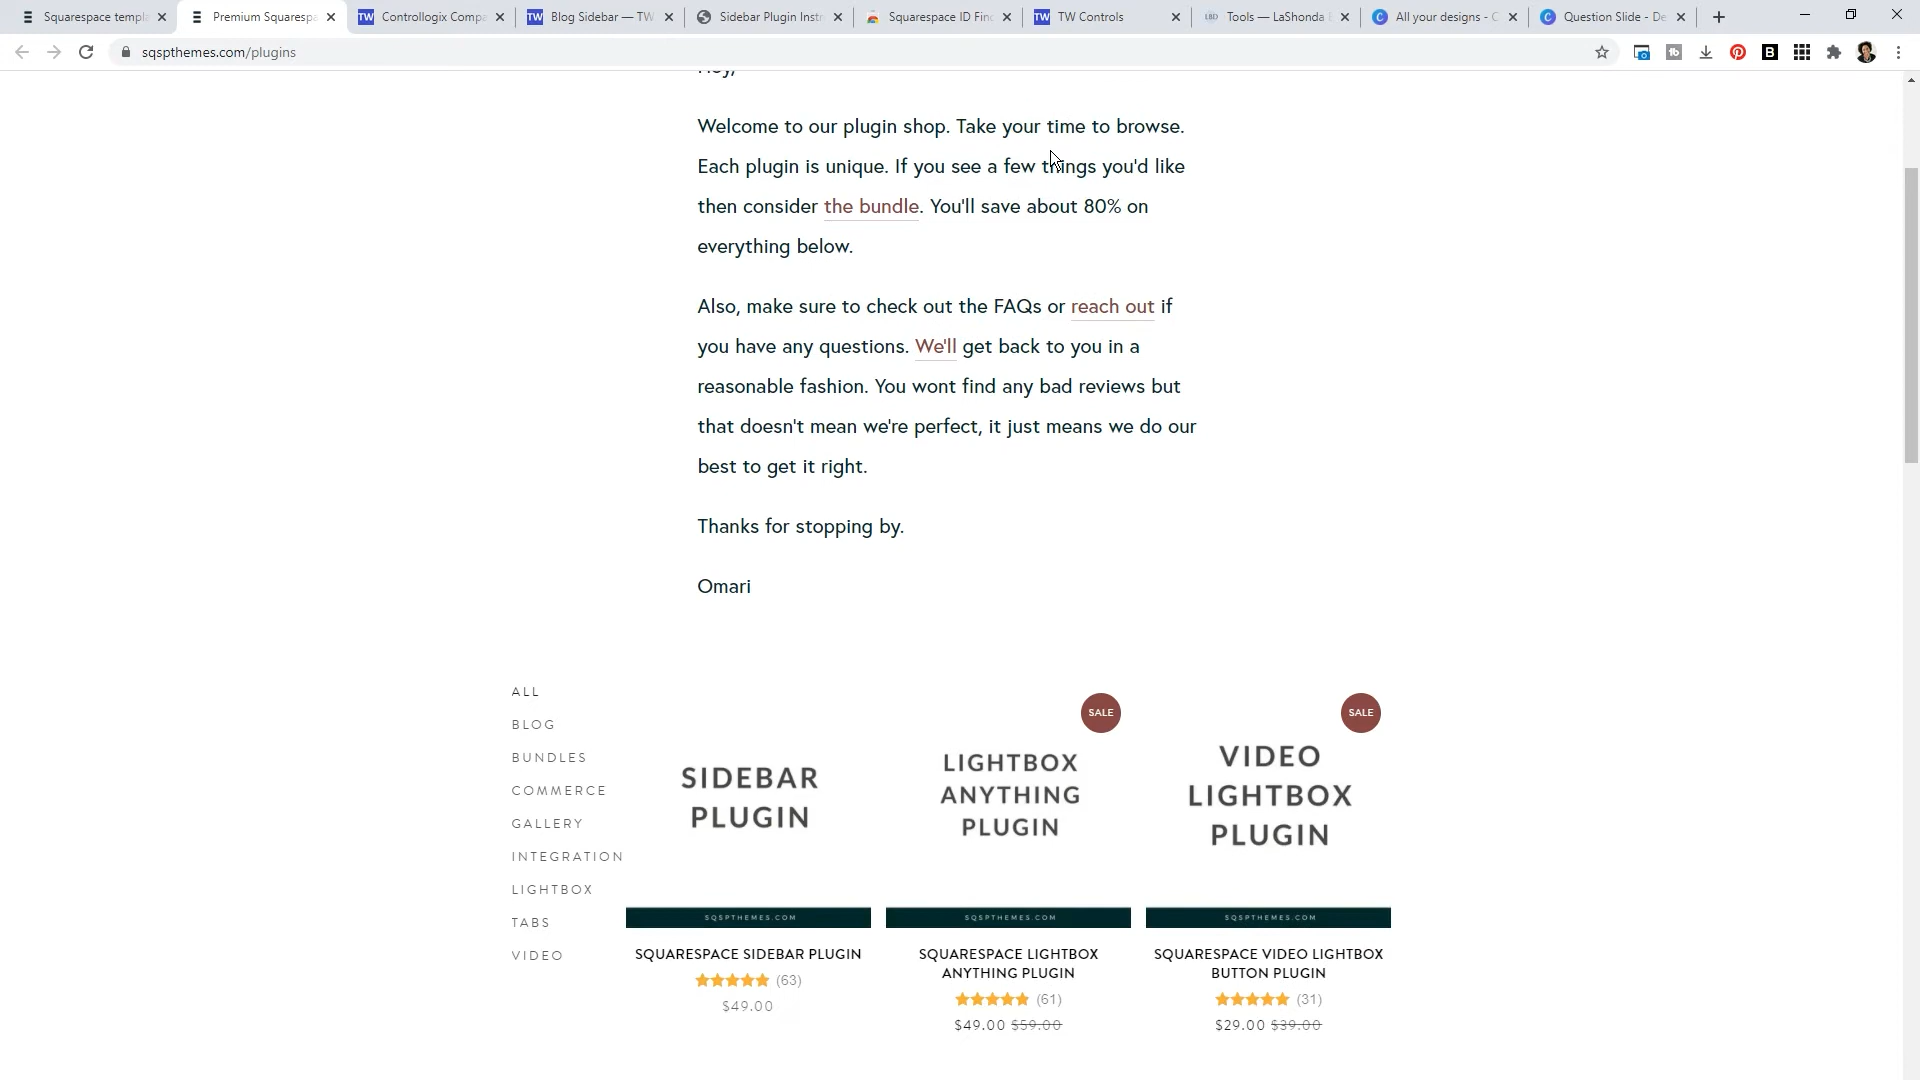 Squarespace templ
Premium Squarespa
Controllogix Compa
Blog Sidebar — TW
Sidebar Plugin Inst
Squarespace ID Fin
TW Controls
Tools — LaShonda
All your designs - C
Question Slide - De
sqspthemes.com/plugins
Hey,
Welcome to our plugin shop. Take your time to browse.
Each plugin is unique. If you see a few things you'd like
then consider the bundle. You'll save about 80% on
everything below.
Also, make sure to check out the FAQs or reach out if
you have any questions. We'll get back to you in a
reasonable fashion. You wont find any bad reviews but
that doesn't mean we're perfect, it just means we do our
best to get it right.
Thanks for stopping by.
Omari
ALL
BLOG
BUNDLES
COMMERCE
GALLERY
INTEGRATION
LIGHTBOX
TABS
VIDEO
SIDEBAR
PLUGIN
SQSPTHEMES.COM
SQUARESPACE SIDEBAR PLUGIN
(63)
$49.00
SALE
LIGHTBOX
ANYTHING
PLUGIN
SQSPTHEMES.COM
SQUARESPACE LIGHTBOX
ANYTHING PLUGIN
(61)
$49.00 $59.00
SALE
VIDEO
LIGHTBOX
PLUGIN
SQSPTHEMES.COM
SQUARESPACE VIDEO LIGHTBOX
BUTTON PLUGIN
(31)
$29.00 $39.00